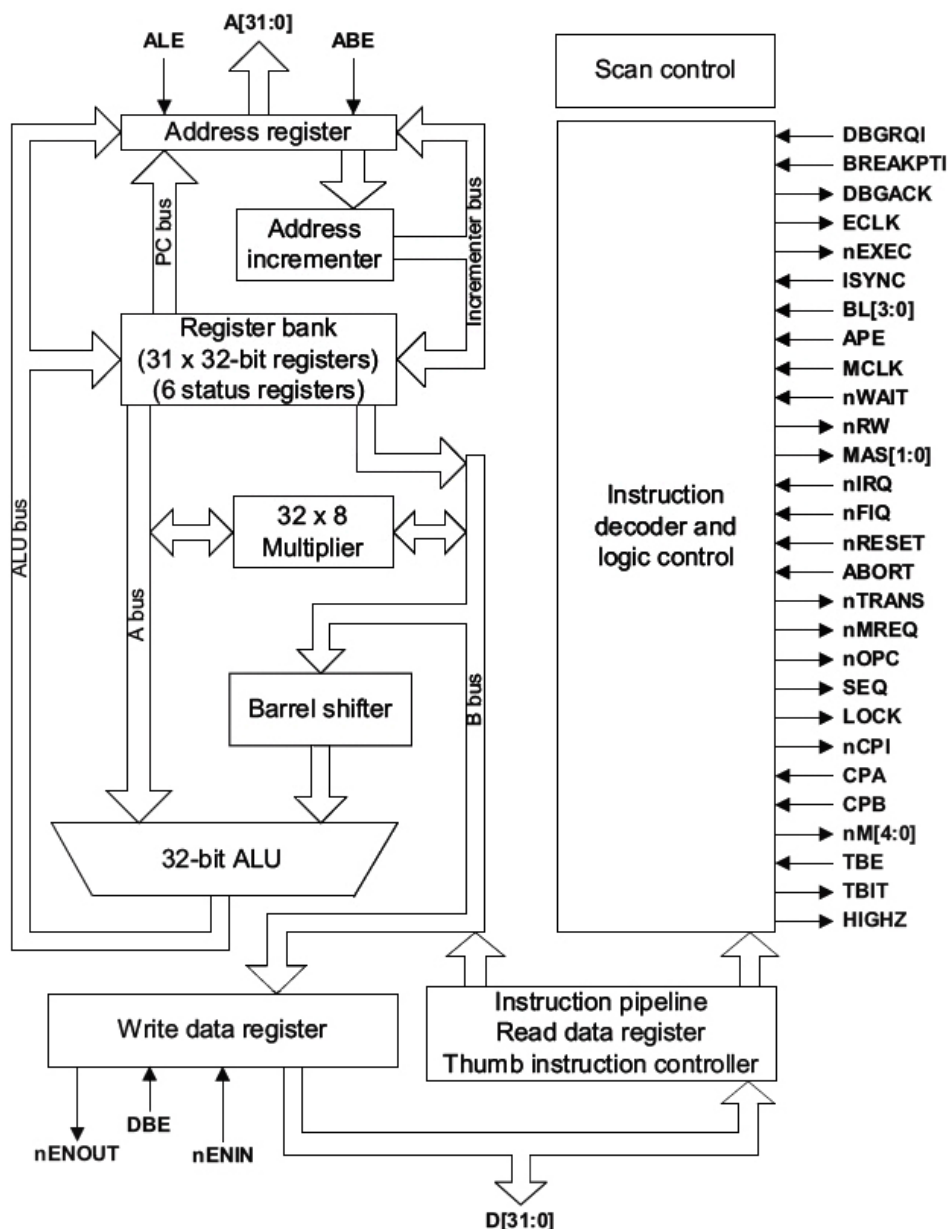 A[31:0]
ALE
ABE
Scan control
Address register
PC bus
Address
incrementer
Incrementer bus
Register bank
(31 x 32-bit registers)
(6 status registers)
ALU bus
A bus
32 x 8
Multiplier
Barrel shifter
B bus
32-bit ALU
Write data register
nENOUT
DBE
nENIN
Instruction
decoder and
logic control
DBGRQI
BREAKPTI
DBGACK
ECLK
nEXEC
ISYNC
BL[3:0]
APE
MCLK
nWAIT
nRW
MAS[1:0]
nIRQ
nFIQ
nRESET
ABORT
nTRANS
nMREQ
nOPC
SEQ
LOCK
nCPI
CPA
CPB
nM[4:0]
TBE
TBIT
HIGHZ
Instruction pipeline
Read data register
Thumb instruction controller
D[31:0]